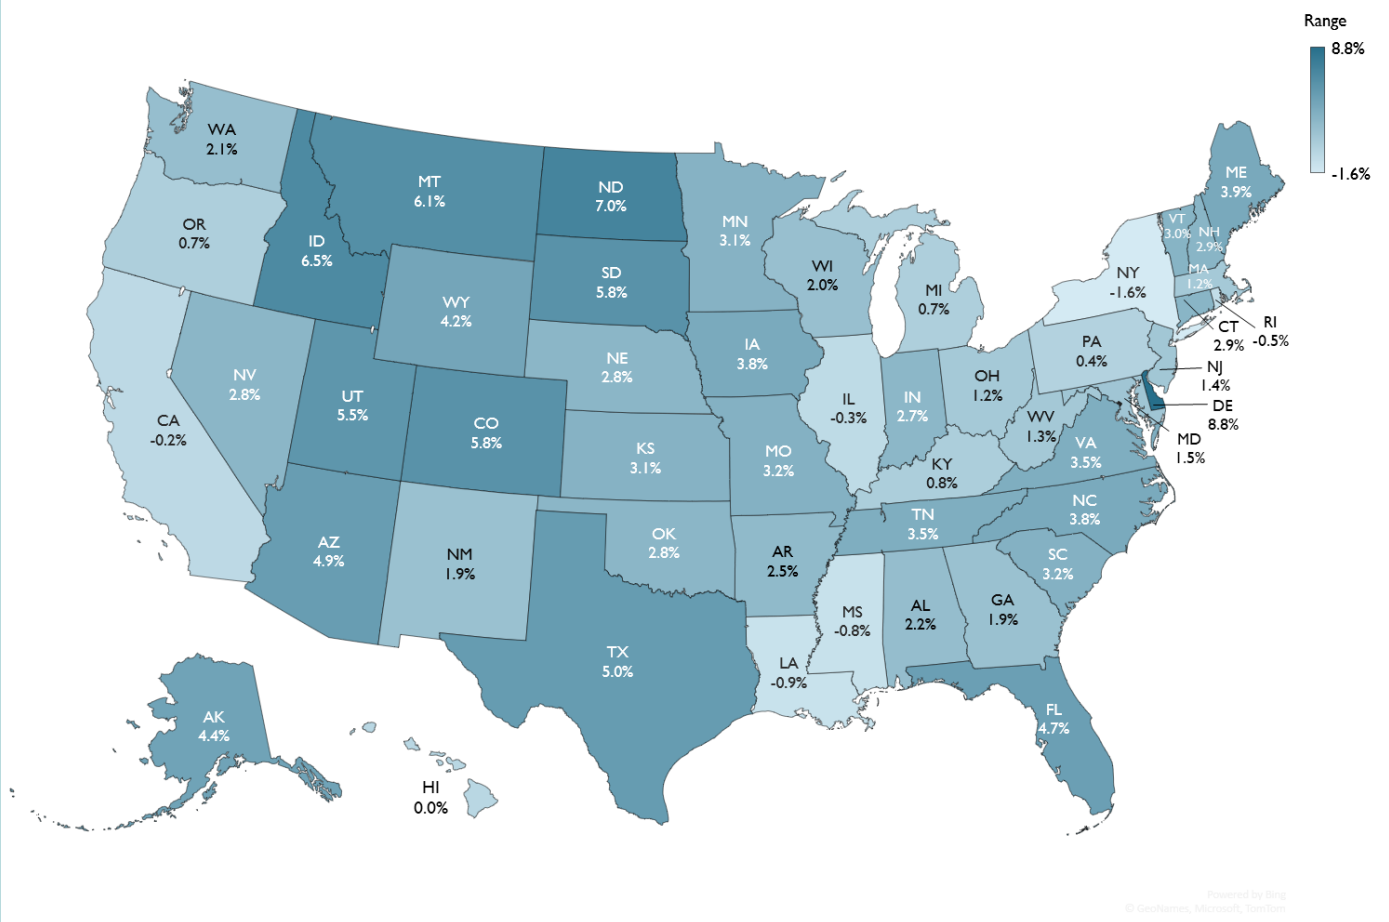 Range
8.8%
-1.6%
WA
2.1%
OR
0.7%
CA
-0.2%
ID
6.5%
NV
2.8%
MT
6.1%
WY
4.2%
UT
5.5%
CO
5.8%
AZ
4.9%
NM
1.9%
ND
7.0%
SD
5.8%
NE
2.8%
KS
3.1%
OK
2.8%
TX
5.0%
MN
3.1%
IA
3.8%
MO
3.2%
AR
2.5%
LA
-0.9%
WI
2.0%
IL
-0.3%
MS
-0.8%
MI
0.7%
IN
2.7%
OH
1.2%
KY
0.8%
TN
3.5%
AL
2.2%
GA
1.9%
FL
4.7%
SC
3.2%
NC
3.8%
VA
3.5%
WV
1.3%
PA
0.4%
NY
-1.6%
VT
3.0%
NH
2.9%
ME
3.9%
MA
1.2%
CT
2.9%
RI
-0.5%
NJ
1.4%
DE
8.8%
MD
1.5%
AK
4.4%
HI
0.0%
Powered by Bing
© GeoNames, Microsoft, TomTom